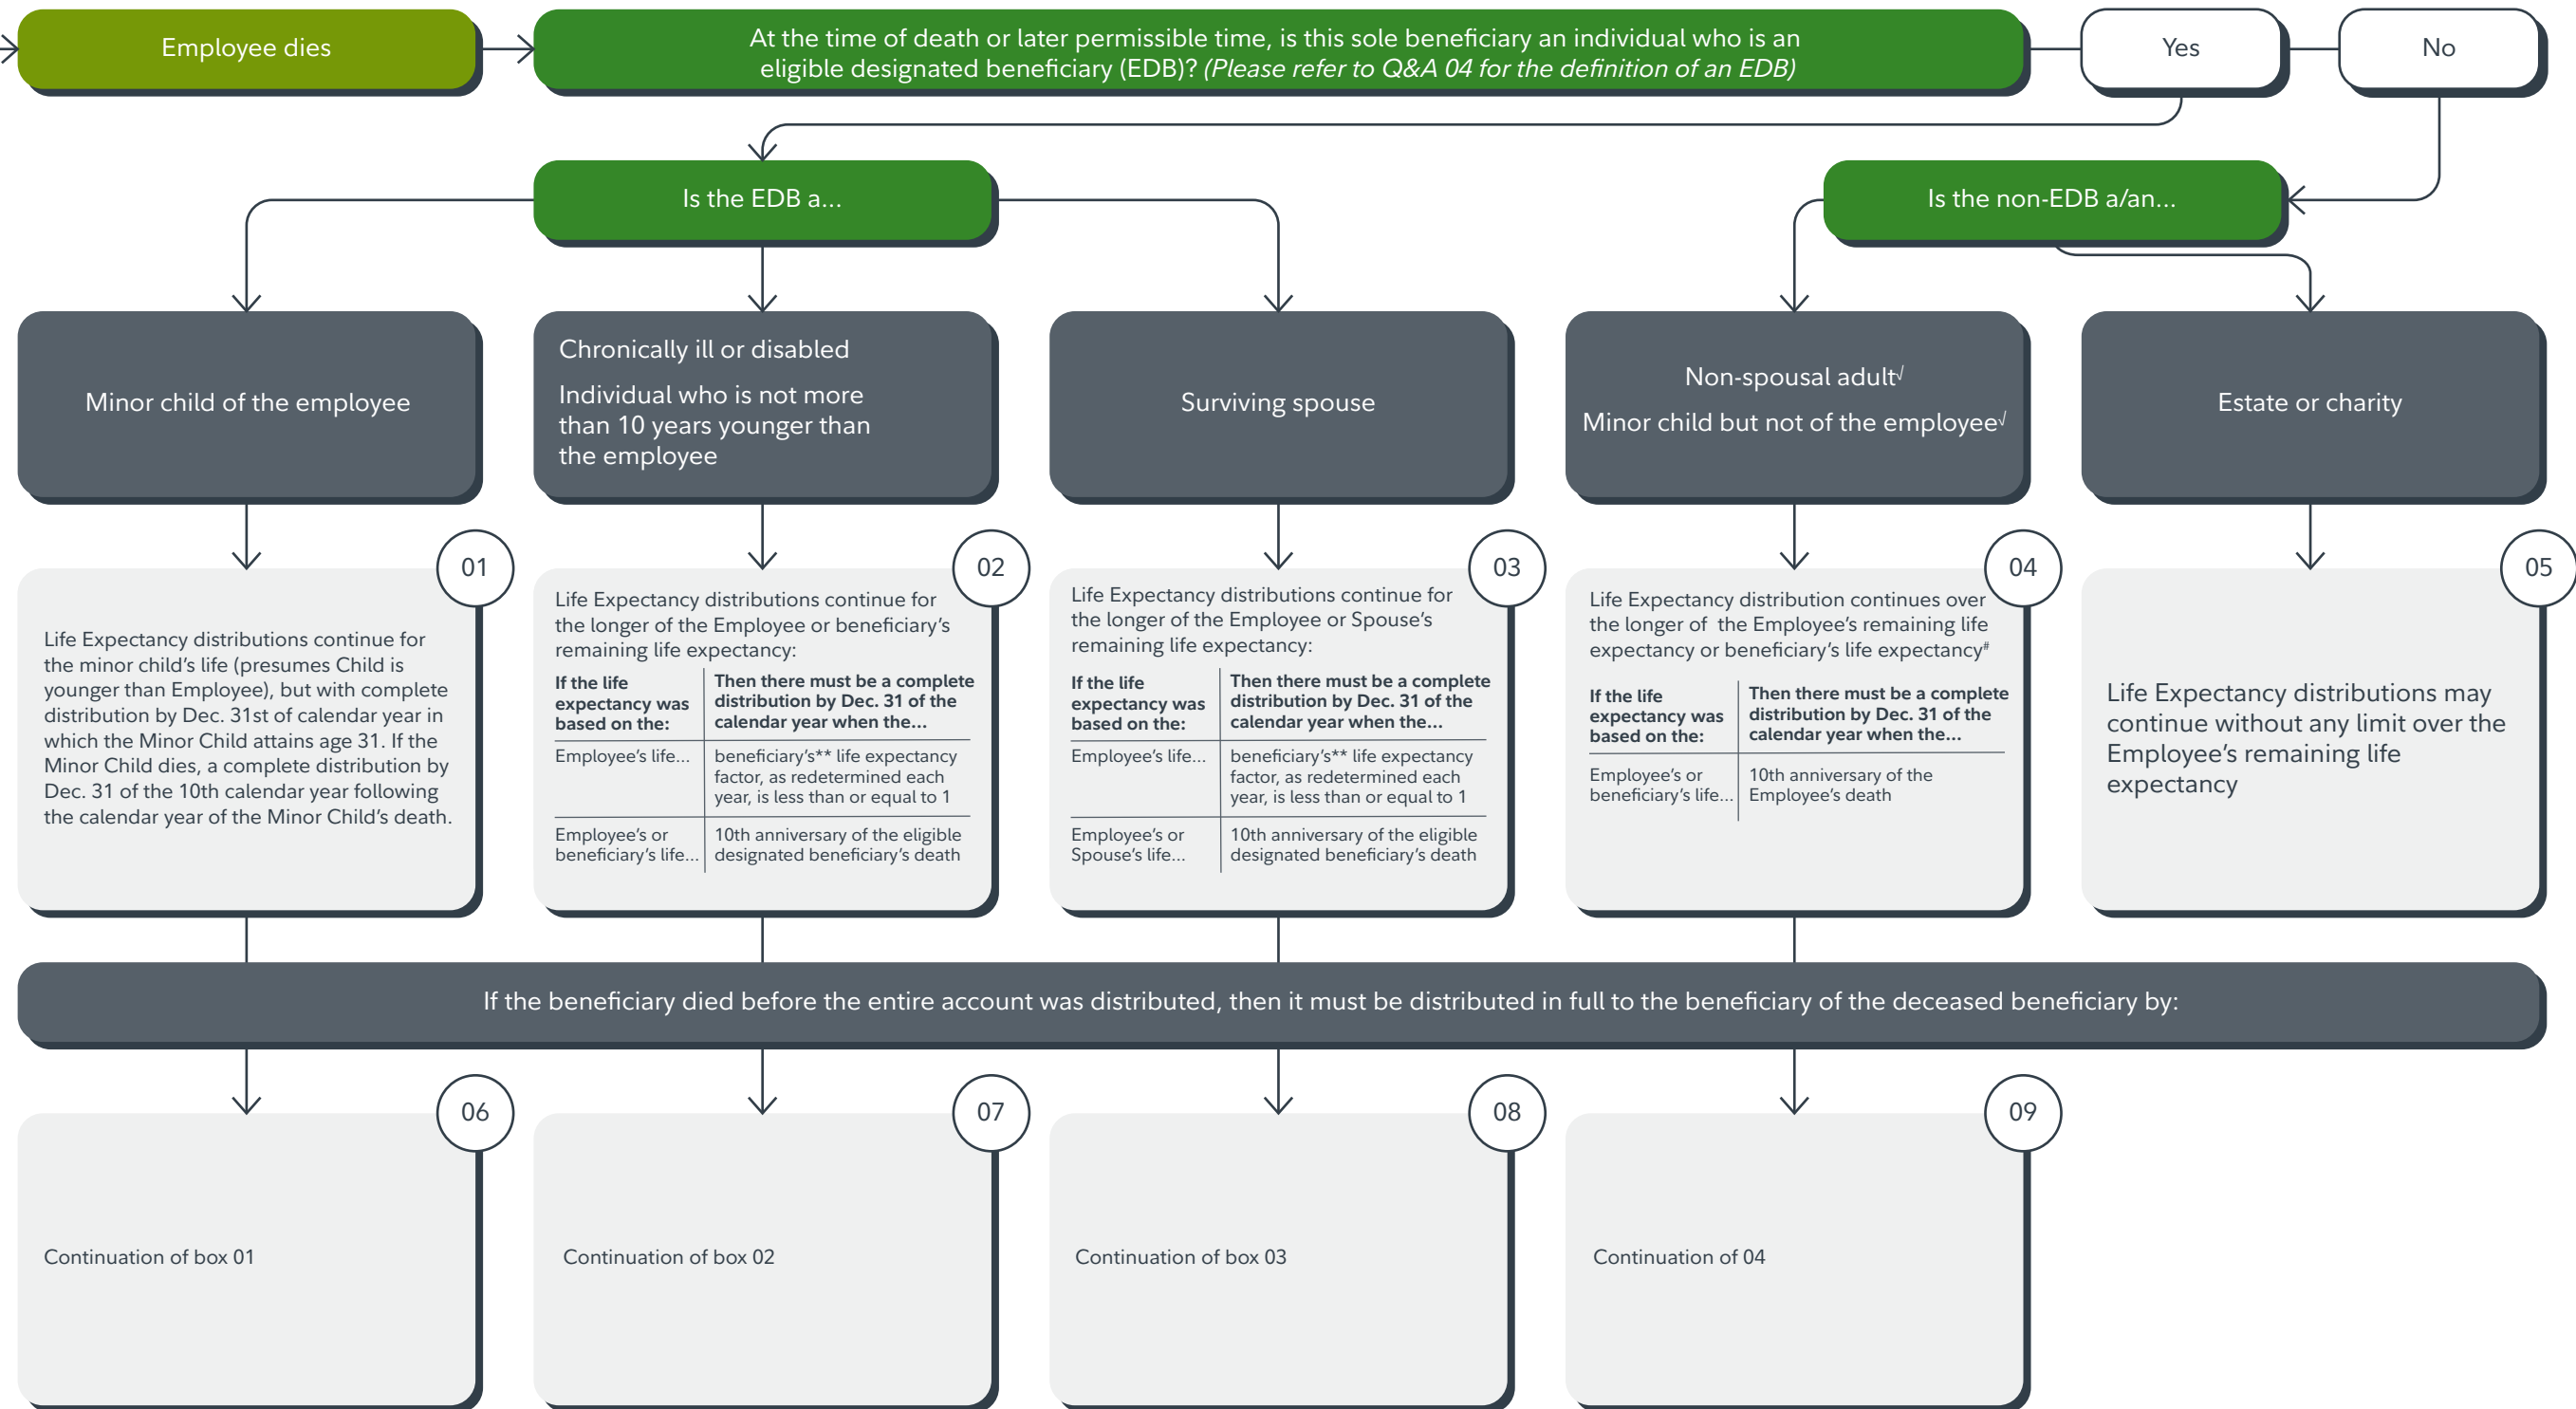 Employee dies
At the time of death or later permissible time, is this sole beneficiary an individual who is an
eligible designated beneficiary (EDB)? (Please refer to Q&A 04 for the definition of an EDB)
Yes
No
Is the EDB a...
Is the non-EDB a/an...
Minor child of the employee
Chronically ill or disabled
Individual who is not more
than 10 years younger than
the employee
Surviving spouse
Non-spousal adult√
Minor child but not of the employee√
Estate or charity
01
Life Expectancy distributions continue for
the minor child’s life (presumes Child is
younger than Employee), but with complete
distribution by Dec. 31st of calendar year in
which the Minor Child attains age 31. If the
Minor Child dies, a complete distribution by
Dec. 31 of the 10th calendar year following
the calendar year of the Minor Child’s death.
02
Life Expectancy distributions continue for
the longer of the Employee or beneficiary’s
remaining life expectancy:
If the life
expectancy was
based on the:
Then there must be a complete
distribution by Dec. 31 of the
calendar year when the...
Employee’s life...
beneficiary’s** life expectancy
factor, as redetermined each
year, is less than or equal to 1
Employee’s or
beneficiary’s life...
10th anniversary of the eligible
designated beneficiary’s death
03
Life Expectancy distributions continue for
the longer of the Employee or Spouse’s
remaining life expectancy:
If the life
expectancy was
based on the:
Then there must be a complete
distribution by Dec. 31 of the
calendar year when the...
Employee’s life...
beneficiary’s** life expectancy
factor, as redetermined each
year, is less than or equal to 1
Employee’s or
Spouse’s life...
10th anniversary of the eligible
designated beneficiary’s death
04
Life Expectancy distribution continues over
the longer of the Employee’s remaining life
expectancy or beneficiary’s life expectancy#
If the life
expectancy was
based on the:
Then there must be a complete
distribution by Dec. 31 of the
calendar year when the...
Employee’s or
beneficiary’s life...
10th anniversary of the
Employee’s death
05
Life Expectancy distributions may
continue without any limit over the
Employee’s remaining life
expectancy
If the beneficiary died before the entire account was distributed, then it must be distributed in full to the beneficiary of the deceased beneficiary by:
06
Continuation of box 01
07
Continuation of box 02
08
Continuation of box 03
09
Continuation of 04